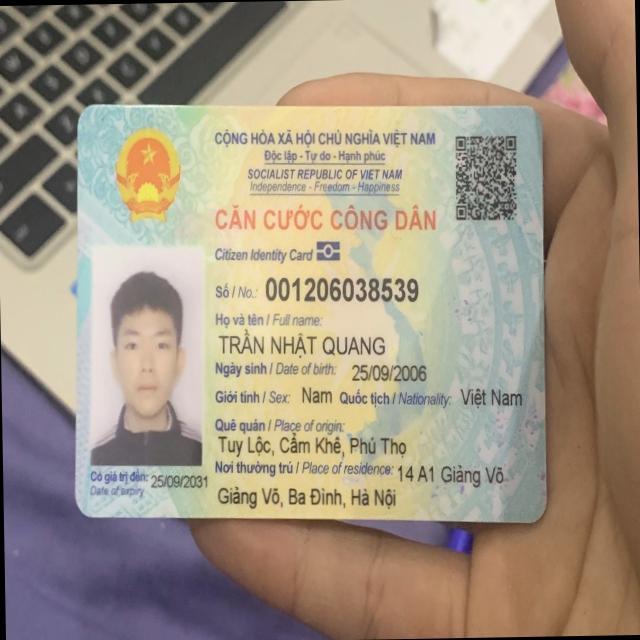 CỘNG HÒA XÃ HỘI CHỦ NGHĨA VIỆT NAM
Độc lập - Tự do - Hạnh phúc
SOCIALIST REPUBLIC OF VIET NAM
Independence - Freedom - Happiness
CĂN CƯỚC CÔNG DÂN
Citizen Identity Card
Số / No.: 001206038539
Họ và tên / Full name:
TRẦN NHẬT QUANG
Ngày sinh / Date of birth: 25/09/2006
Giới tính / Sex: Nam Quốc tịch / Nationality: Việt Nam
Quê quán / Place of origin:
Tuy Lộc, Cẩm Khê, Phú Thọ
Nơi thường trú / Place of residence: 14 A1 Giảng Võ
Giảng Võ, Ba Đình, Hà Nội
Có giá trị đến: 25/09/2031
Date of expiry